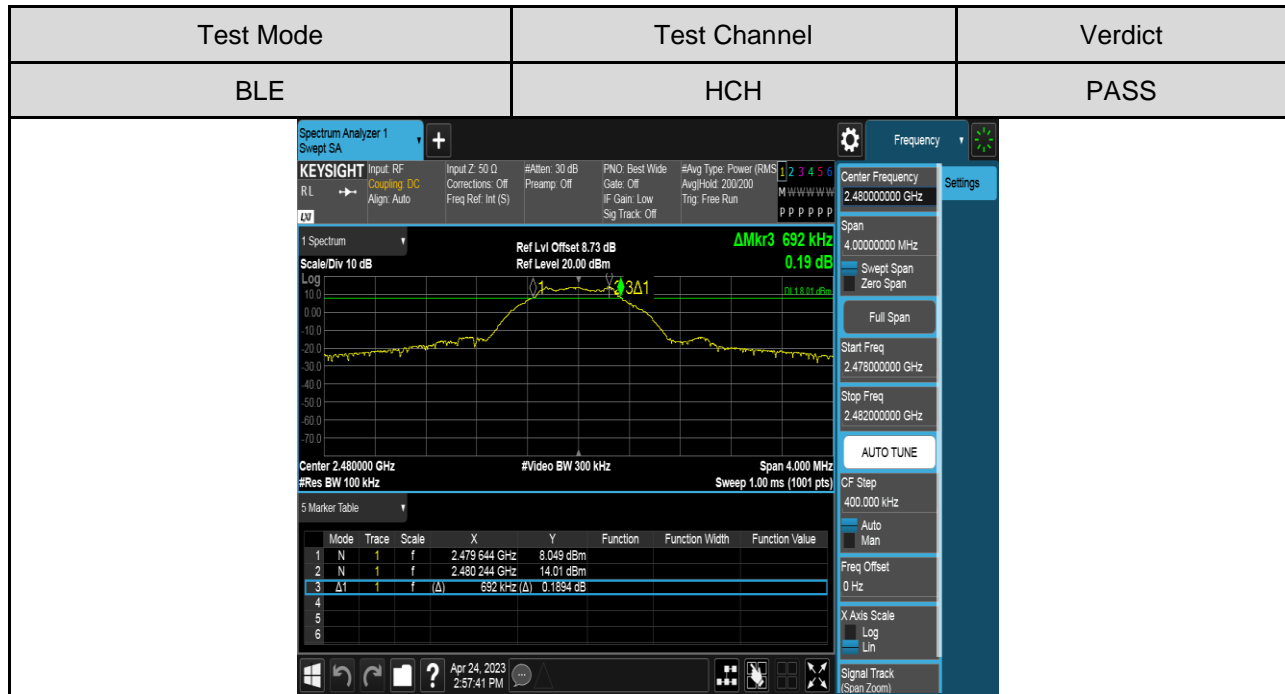 Test Mode Test Channel Verdict
BLE HCH PASS
Spectrum Analyzer 1
Swept SA
+
Frequency
KEYSIGHT
RL
LXI
Input: RF
Coupling: DC
Align: Auto
Input Z: 50 Ω
Corrections: Off
Freq Ref: Int (S)
#Atten: 30 dB
Preamp: Off
PNO: Best Wide
Gate: Off
IF Gain: Low
Sig Track: Off
#Avg Type: Power (RMS
Avg|Hold: 200/200
Trig: Free Run
1 2 3 4 5 6
M W W W W W
P P P P P P
Center Frequency
2.480000000 GHz
Settings
Span
4.00000000 MHz
Swept Span
Zero Span
Full Span
Start Freq
2.478000000 GHz
Stop Freq
2.482000000 GHz
AUTO TUNE
CF Step
400.000 kHz
Auto
Man
Freq Offset
0 Hz
X Axis Scale
Log
Lin
Signal Track
(Span Zoom)
1 Spectrum
Scale/Div 10 dB
Ref Lvl Offset 8.73 dB
Ref Level 20.00 dBm
ΔMkr3 692 kHz
0.19 dB
Log
10.0
0.00
-10.0
-20.0
-30.0
-40.0
-50.0
-60.0
-70.0
1
2
3Δ1
DL1 8.01 dBm
Center 2.480000 GHz
#Res BW 100 kHz
#Video BW 300 kHz
Span 4.000 MHz
Sweep 1.00 ms (1001 pts)
5 Marker Table
Mode Trace Scale X Y Function Function Width Function Value
1 N 1 f 2.479 644 GHz 8.049 dBm
2 N 1 f 2.480 244 GHz 14.01 dBm
3 Δ1 1 f (Δ) 692 kHz (Δ) 0.1894 dB
4
5
6
?
Apr 24, 2023
2:57:41 PM